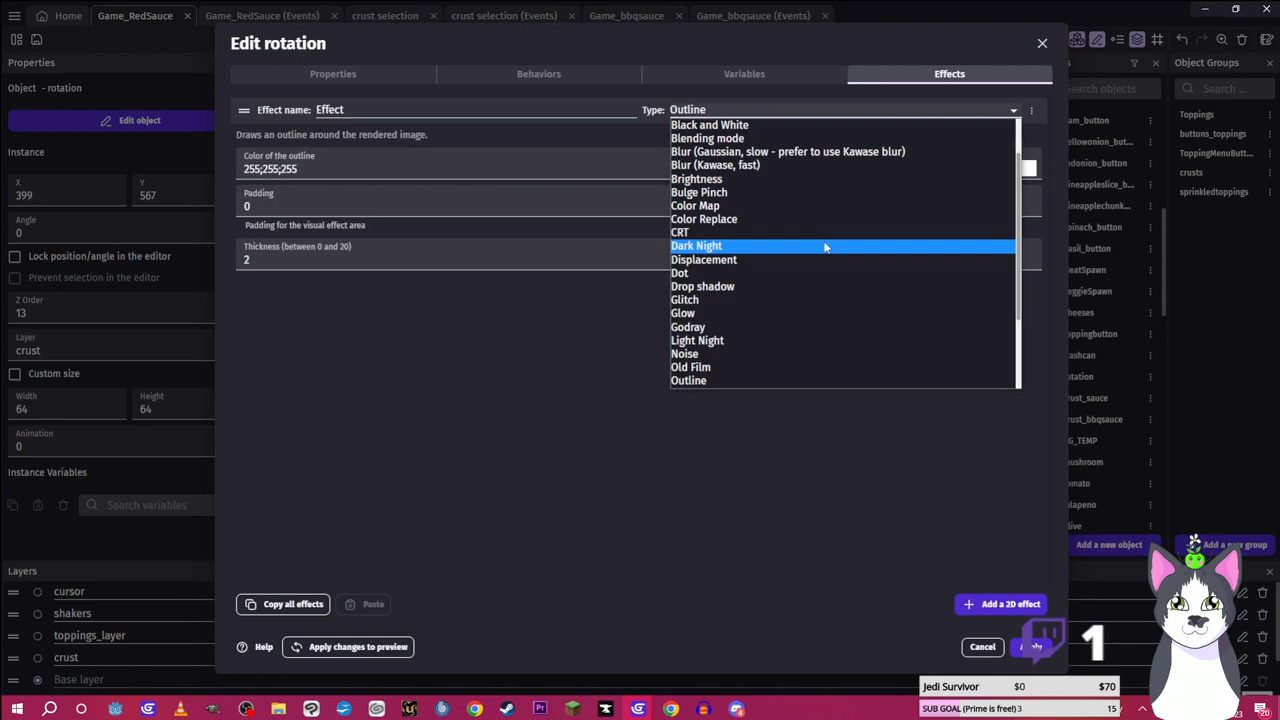 Home
Game_RedSauce
Game_RedSauce (Events)
crust selection
crust selection (Events)
Game_bbqsauce
Game_bbqsauce (Events)
Properties
Object - rotation
Edit object
Instance
X
399
Y
567
Angle
0
Lock position/angle in the editor
Prevent selection in the editor
Z Order
13
Layer
crust
Custom size
Width
64
Height
64
Animation
0
Instance Variables
Search variables
Layers
cursor
shakers
toppings_layer
crust
Base layer
Edit rotation
Properties
Behaviors
Variables
Effects
Effect name: Effect
Type: Outline
Draws an outline around the rendered image.
Color of the outline
255;255;255
Padding
0
Padding for the visual effect area
Thickness (between 0 and 20)
2
Black and White
Blending mode
Blur (Gaussian, slow - prefer to use Kawase blur)
Blur (Kawase, fast)
Brightness
Bulge Pinch
Color Map
Color Replace
CRT
Dark Night
Displacement
Dot
Drop shadow
Glitch
Glow
Godray
Light Night
Noise
Old Film
Outline
Copy all effects
Paste
Add a 2D effect
Help
Apply changes to preview
Cancel
Object Groups
earch objects
Search ...
Toppings
buttons_toppings
ToppingMenuButt...
crusts
sprinkledtoppings
am_button
ellowonion_button
ineappleslice_b...
ineapplechunk...
asil_button
eatSpawn
eggieSpawn
heeses
oppingbutton
ashcan
otation
rust_sauce
rust_bbqsauce
G_TEMP
ushroom
omato
alapeno
live
Add a new object
Add a new group
1
Jedi Survivor $0 $70
SUB GOAL (Prime is free!) 3 15
20